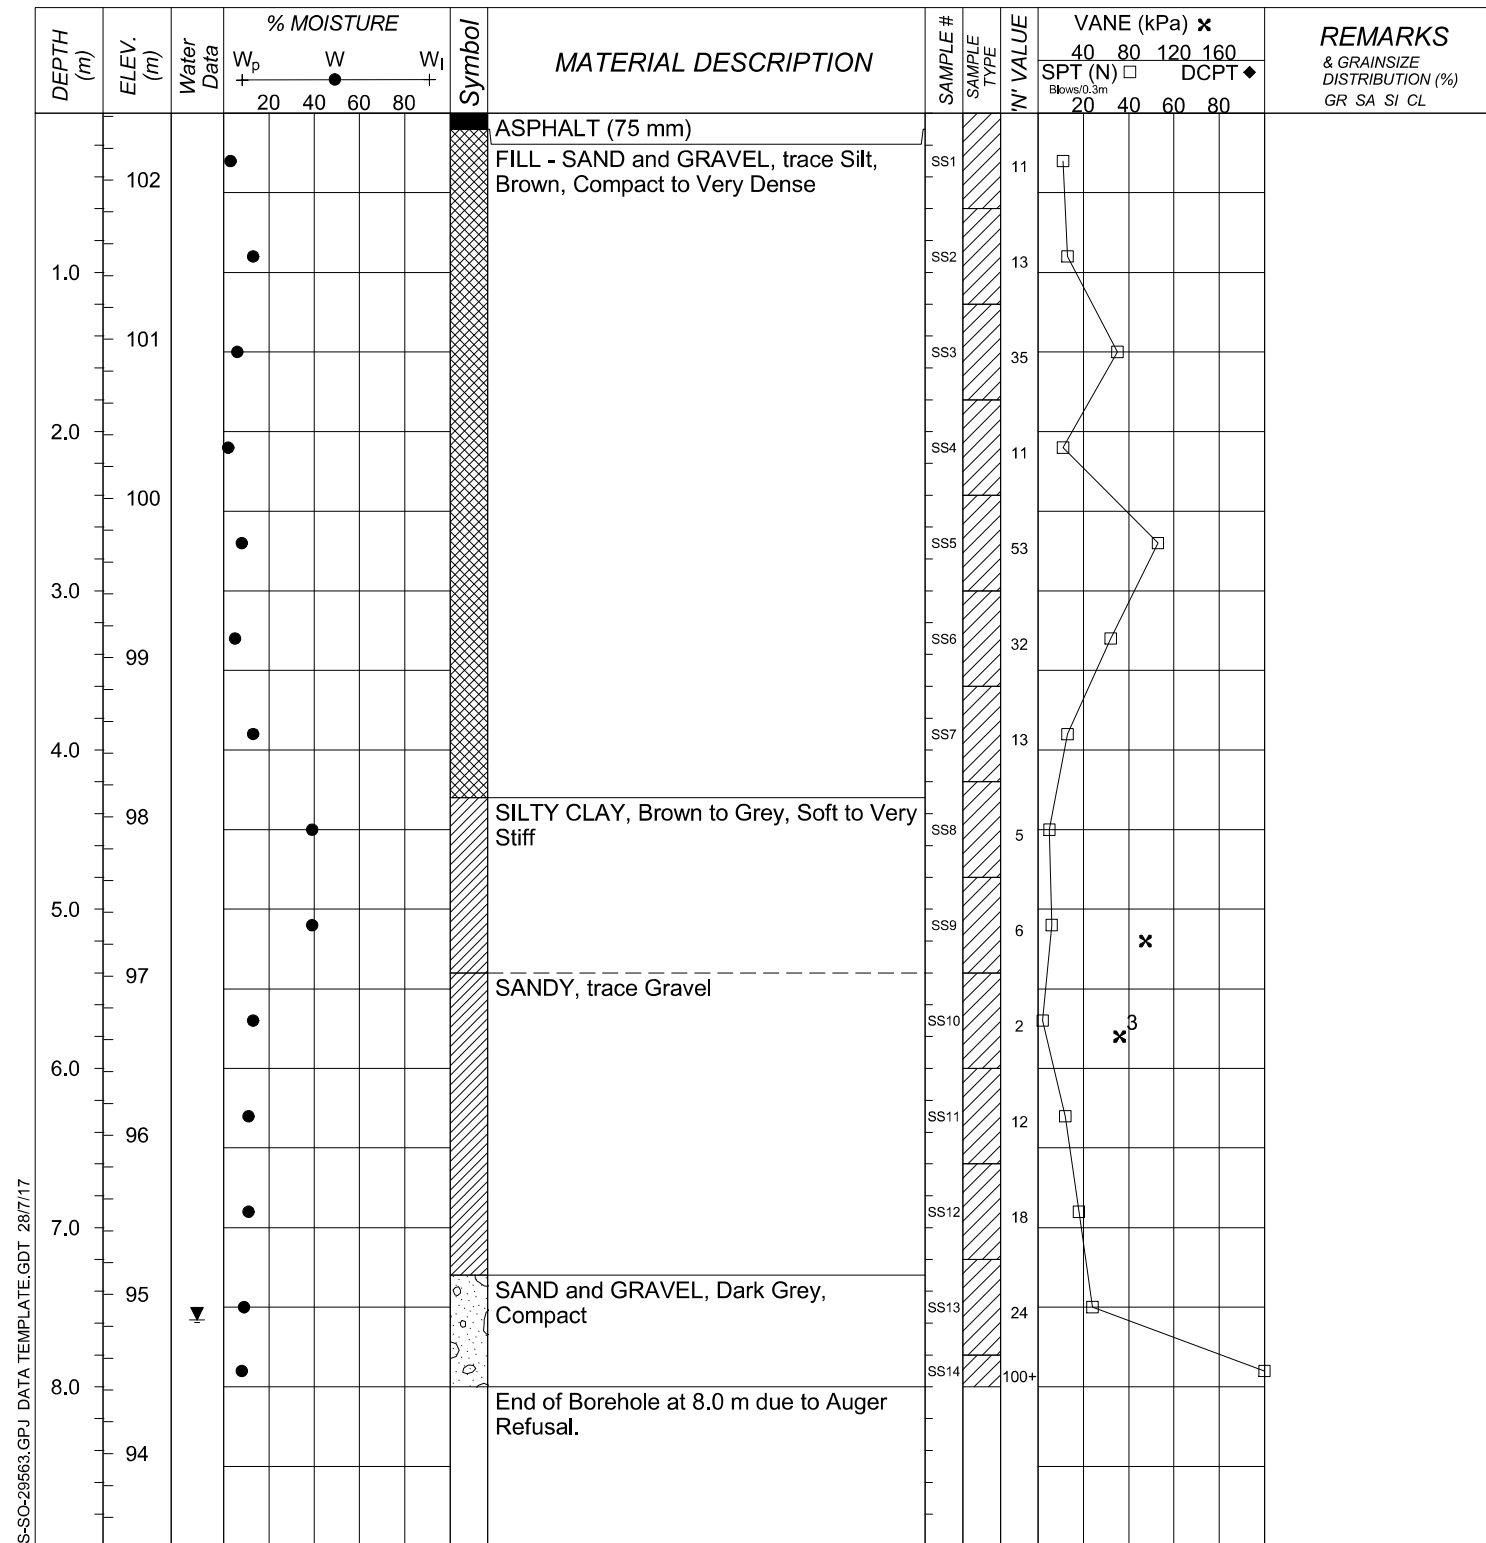 DEPTH (m)
ELEV. (m)
Water Data
% MOISTURE
Wp W Wl
20 40 60 80
Symbol
MATERIAL DESCRIPTION
SAMPLE #
SAMPLE TYPE
'N' VALUE
VANE (kPa)
40 80 120 160
SPT (N) DCPT
Blows/0.3m
20 40 60 80
REMARKS
& GRAINSIZE
DISTRIBUTION (%)
GR SA SI CL
ASPHALT (75 mm)
FILL - SAND and GRAVEL, trace Silt,
Brown, Compact to Very Dense
SS1 11
102
SS2 13
1.0
101
SS3 35
2.0
SS4 11
100
SS5 53
3.0
SS6 32
99
SS7 13
4.0
98
SILTY CLAY, Brown to Grey, Soft to Very
Stiff
SS8 5
5.0
SS9 6
97
SANDY, trace Gravel
SS10 2 3
6.0
SS11 12
96
SS12 18
7.0
95
SAND and GRAVEL, Dark Grey,
Compact
SS13 24
SS14 100+
8.0
End of Borehole at 8.0 m due to Auger
Refusal.
94
S-SO-29563.GPJ DATA TEMPLATE.GDT 28/7/17